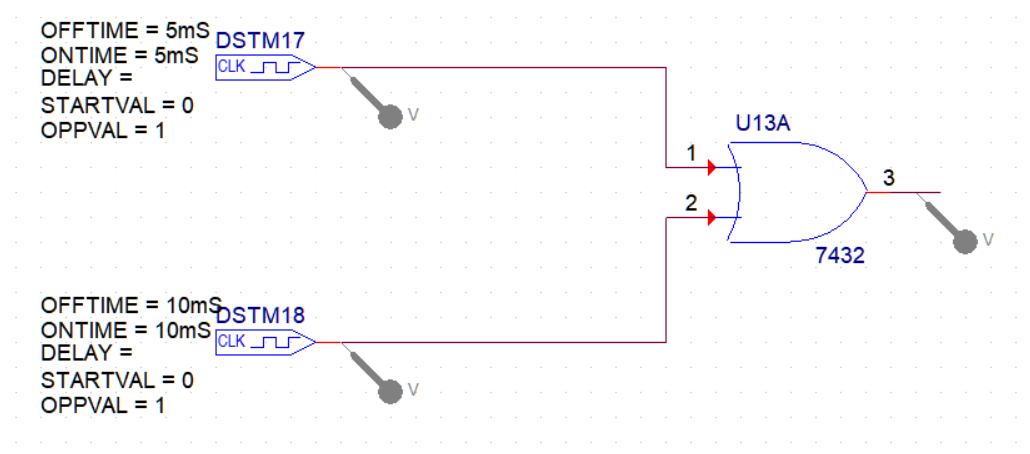 OFFTIME = 5mS
DSTM17
ONTIME = 5mS
CLK
DELAY =
STARTVAL = 0
OPPVAL = 1
V
U13A
1
2
3
7432
V
OFFTIME = 10mS
DSTM18
ONTIME = 10mS
CLK
DELAY =
STARTVAL = 0
OPPVAL = 1
V